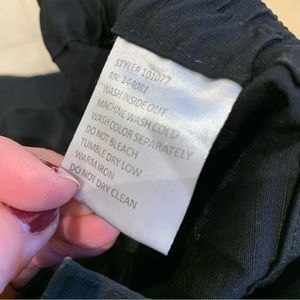 STYLE# 101077
RN: 144081
WASH INSIDE OUT
MACHINE WASH COLD
WASH COLOR SEPARATELY
DO NOT BLEACH
TUMBLE DRY LOW
WARM IRON
DO NOT DRY CLEAN